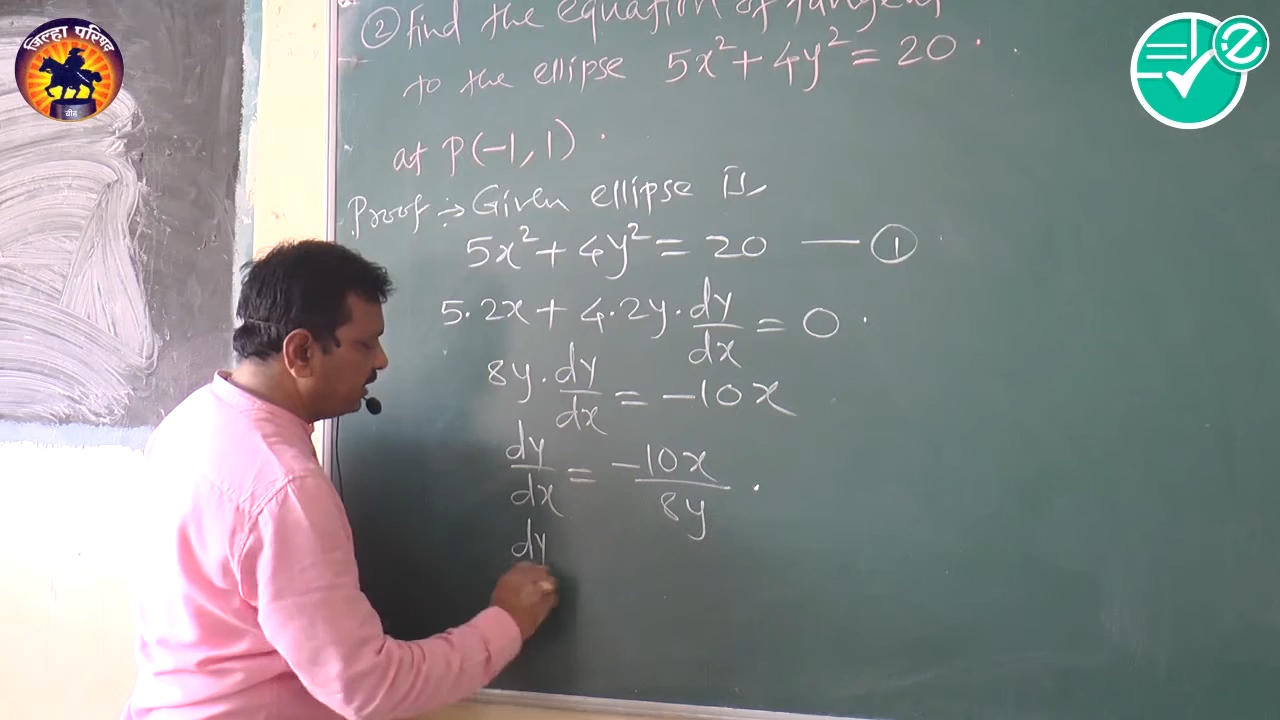 जिल्हा परिषद
बीड
② Find the equation of tangent
to the ellipse 5x² + 4y² = 20.
at P(-1, 1).
Proof :→ Given ellipse is,
5x² + 4y² = 20 — ①
5·2x + 4·2y·dy/dx = 0.
8y·dy/dx = -10x
dy/dx = -10x/8y.
dy